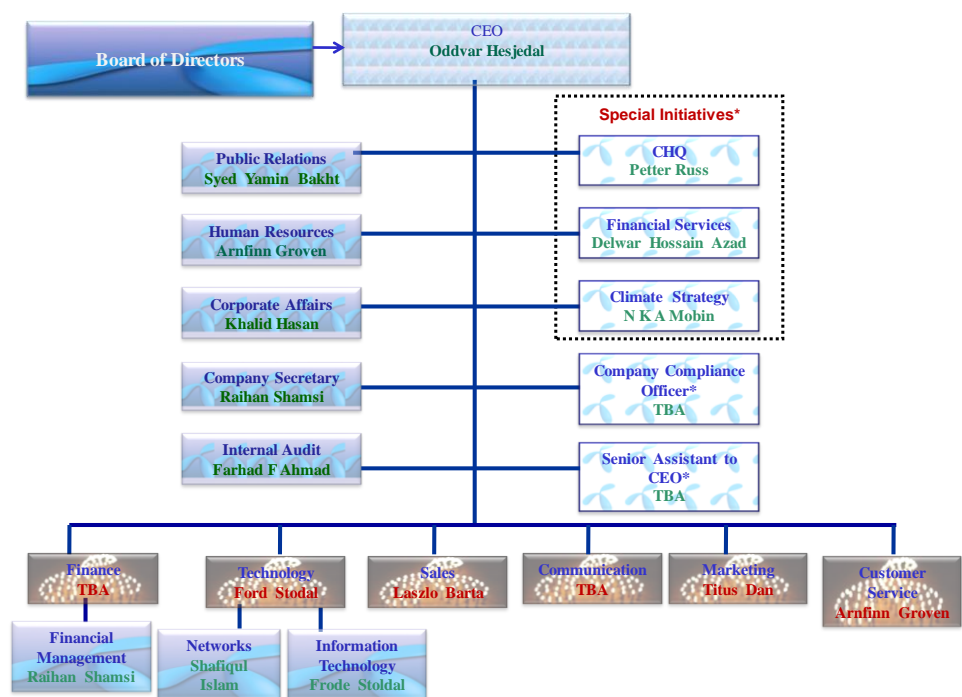 Board of Directors
CEO
Oddvar Hesjedal
Special Initiatives*
Public Relations
Syed Yamin Bakht
CHQ
Petter Russ
Human Resources
Arnfinn Groven
Financial Services
Delwar Hossain Azad
Corporate Affairs
Khalid Hasan
Climate Strategy
N K A Mobin
Company Secretary
Raihan Shamsi
Company Compliance
Officer*
TBA
Internal Audit
Farhad F Ahmad
Senior Assistant to
CEO*
TBA
Finance
TBA
Technology
Ford Stodal
Sales
Laszlo Barta
Communication
TBA
Marketing
Titus Dan
Customer
Service
Arnfinn Groven
Financial
Management
Raihan Shamsi
Networks
Shafiqul
Islam
Information
Technology
Frode Stoldal